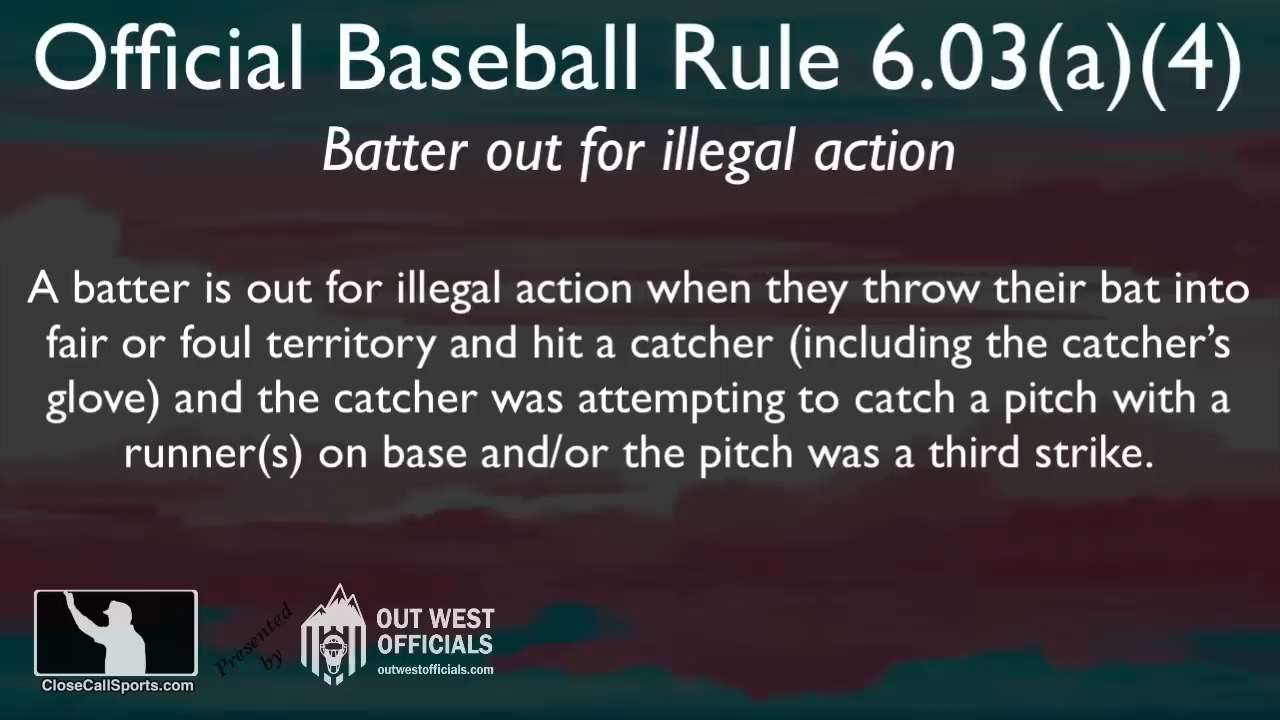 Official Baseball Rule 6.03(a)(4)
Batter out for illegal action
A batter is out for illegal action when they throw their bat into
fair or foul territory and hit a catcher (including the catcher’s
glove) and the catcher was attempting to catch a pitch with a
runner(s) on base and/or the pitch was a third strike.
CloseCallSports.com
Presented
by
OUT WEST
OFFICIALS
outwestofficials.com